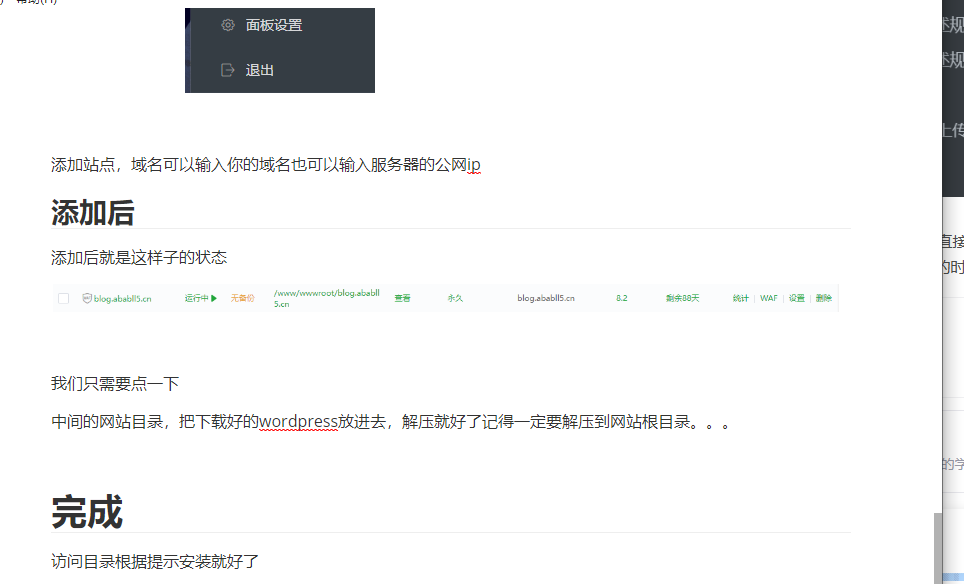 帮助(H)
面板设置
退出
添加站点，域名可以输入你的域名也可以输入服务器的公网ip
添加后
添加后就是这样子的状态
blog.ababll5.cn 运行中 无备份 /www/wwwroot/blog.ababll 查看 永久 blog.ababll5.cn 8.2 剩余88天 统计 | WAF | 设置 | 删除
5.cn
我们只需要点一下
中间的网站目录，把下载好的wordpress放进去，解压就好了记得一定要解压到网站根目录。。。
完成
访问目录根据提示安装就好了
述规
述规
上传
直接
的时
的学